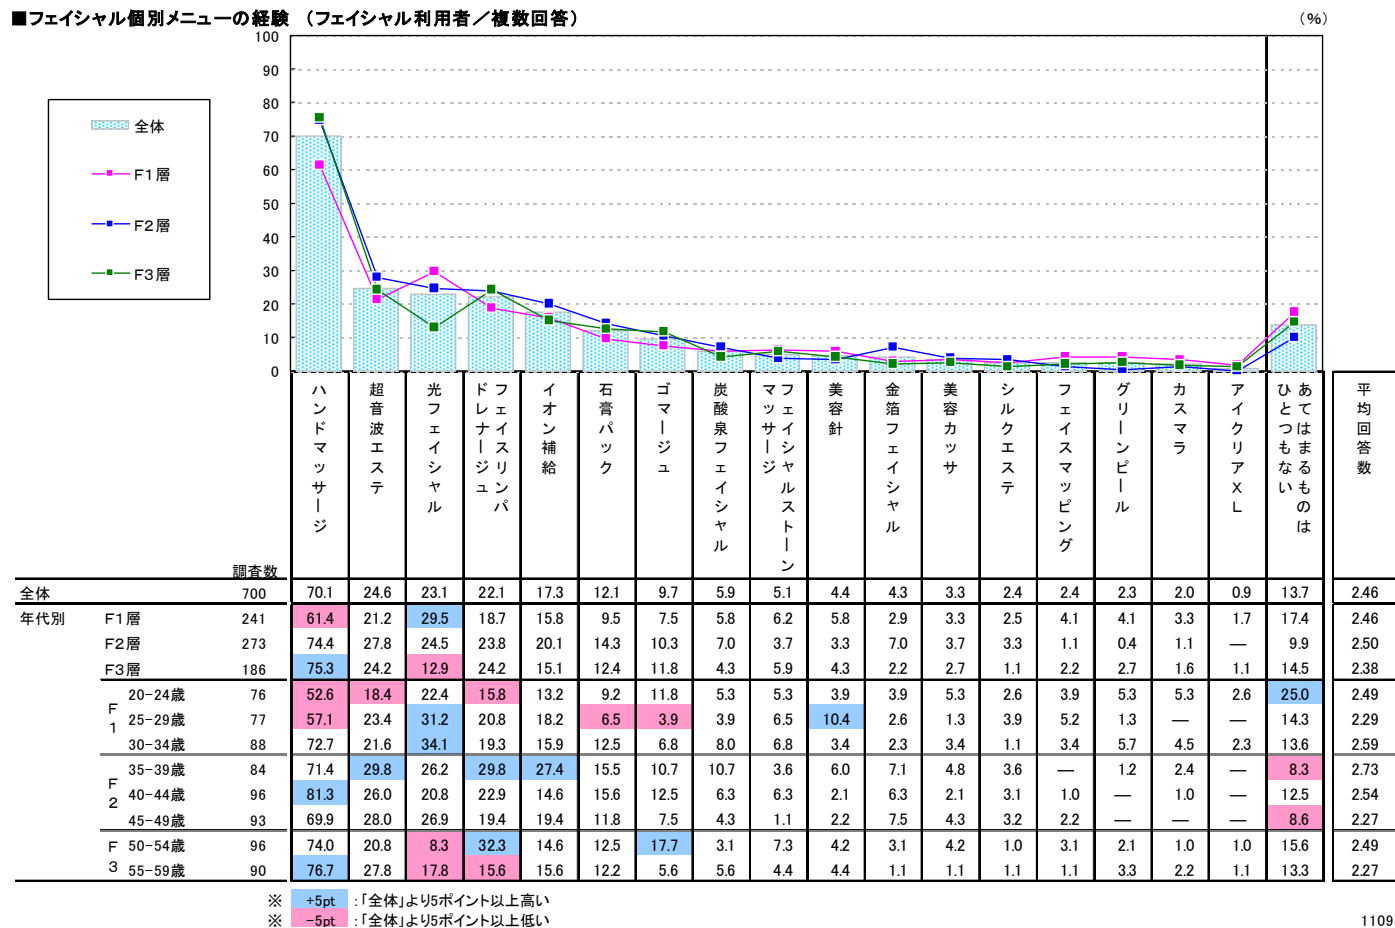 ■フェイシャル個別メニューの経験 （フェイシャル利用者／複数回答）
（％）
100
90
80
70
60
50
40
30
20
10
0
全体
F1層
F2層
F3層
ハンドマッサージ
超音波エステ
光フェイシャル
フェイスリンパ
ドレナージュ
イオン補給
石膏パック
ゴマージュ
炭酸泉フェイシャル
フェイシャルストーン
マッサージ
美容針
金箔フェイシャル
美容カッサ
シルクエステ
フェイスマッピング
グリーンピール
カスマラ
アイクリアXL
あてはまるものは
ひとつもない
平均回答数
調査数
全体 700 70.1 24.6 23.1 22.1 17.3 12.1 9.7 5.9 5.1 4.4 4.3 3.3 2.4 2.4 2.3 2.0 0.9 13.7 2.46
年代別 F1層 241 61.4 21.2 29.5 18.7 15.8 9.5 7.5 5.8 6.2 5.8 2.9 3.3 2.5 4.1 4.1 3.3 1.7 17.4 2.46
F2層 273 74.4 27.8 24.5 23.8 20.1 14.3 10.3 7.0 3.7 3.3 7.0 3.7 3.3 1.1 0.4 1.1 — 9.9 2.50
F3層 186 75.3 24.2 12.9 24.2 15.1 12.4 11.8 4.3 5.9 4.3 2.2 2.7 1.1 2.2 2.7 1.6 1.1 14.5 2.38
F1 20-24歳 76 52.6 18.4 22.4 15.8 13.2 9.2 11.8 5.3 5.3 3.9 3.9 5.3 2.6 3.9 5.3 5.3 2.6 25.0 2.49
25-29歳 77 57.1 23.4 31.2 20.8 18.2 6.5 3.9 3.9 6.5 10.4 2.6 1.3 3.9 5.2 1.3 — — 14.3 2.29
30-34歳 88 72.7 21.6 34.1 19.3 15.9 12.5 6.8 8.0 6.8 3.4 2.3 3.4 1.1 3.4 5.7 4.5 2.3 13.6 2.59
F2 35-39歳 84 71.4 29.8 26.2 29.8 27.4 15.5 10.7 10.7 3.6 6.0 7.1 4.8 3.6 — 1.2 2.4 — 8.3 2.73
40-44歳 96 81.3 26.0 20.8 22.9 14.6 15.6 12.5 6.3 6.3 2.1 6.3 2.1 3.1 1.0 — 1.0 — 12.5 2.54
45-49歳 93 69.9 28.0 26.9 19.4 19.4 11.8 7.5 4.3 1.1 2.2 7.5 4.3 3.2 2.2 — — — 8.6 2.27
F3 50-54歳 96 74.0 20.8 8.3 32.3 14.6 12.5 17.7 3.1 7.3 4.2 3.1 4.2 1.0 3.1 2.1 1.0 1.0 15.6 2.49
55-59歳 90 76.7 27.8 17.8 15.6 15.6 12.2 5.6 5.6 4.4 4.4 1.1 1.1 1.1 1.1 3.3 2.2 1.1 13.3 2.27
※ +5pt ：「全体」より5ポイント以上高い
※ -5pt ：「全体」より5ポイント以上低い
1109